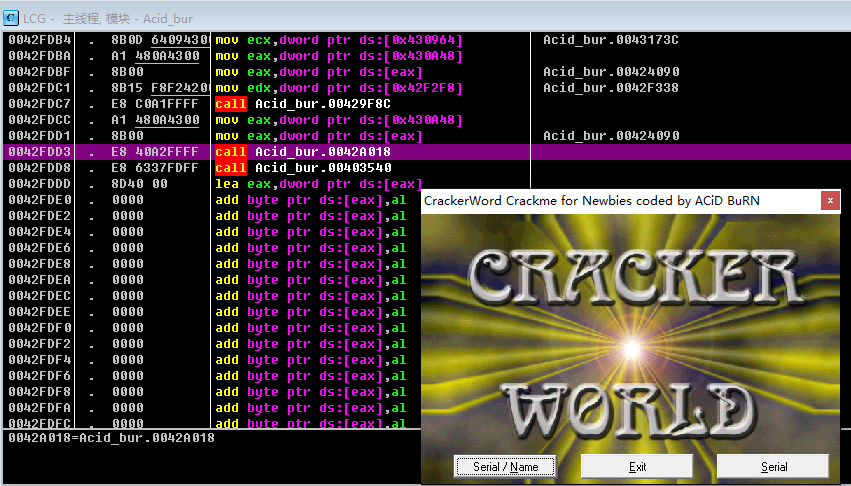 LCG - 主线程, 模块 - Acid_bur
0042FDB4 . 8B0D 64094300 mov ecx,dword ptr ds:[0x430964] Acid_bur.0043173C
0042FDBA . A1 480A4300 mov eax,dword ptr ds:[0x430A48]
0042FDBF . 8B00 mov eax,dword ptr ds:[eax] Acid_bur.00424090
0042FDC1 . 8B15 F8F24200 mov edx,dword ptr ds:[0x42F2F8] Acid_bur.0042F338
0042FDC7 . E8 C0A1FFFF call Acid_bur.00429F8C
0042FDCC . A1 480A4300 mov eax,dword ptr ds:[0x430A48]
0042FDD1 . 8B00 mov eax,dword ptr ds:[eax] Acid_bur.00424090
0042FDD3 . E8 40A2FFFF call Acid_bur.0042A018
0042FDD8 . E8 6337FDFF call Acid_bur.00403540
0042FDDD . 8D40 00 lea eax,dword ptr ds:[eax]
0042FDE0 . 0000 add byte ptr ds:[eax],al
0042FDE2 . 0000 add byte ptr ds:[eax],al
0042FDE4 . 0000 add byte ptr ds:[eax],al
0042FDE6 . 0000 add byte ptr ds:[eax],al
0042FDE8 . 0000 add byte ptr ds:[eax],al
0042FDEA . 0000 add byte ptr ds:[eax],al
0042FDEC . 0000 add byte ptr ds:[eax],al
0042FDEE . 0000 add byte ptr ds:[eax],al
0042FDF0 . 0000 add byte ptr ds:[eax],al
0042FDF2 . 0000 add byte ptr ds:[eax],al
0042FDF4 . 0000 add byte ptr ds:[eax],al
0042FDF6 . 0000 add byte ptr ds:[eax],al
0042FDF8 . 0000 add byte ptr ds:[eax],al
0042FDFA . 0000 add byte ptr ds:[eax],al
0042FDFC . 0000 add byte ptr ds:[eax],al
0042A018=Acid_bur.0042A018
CrackerWord Crackme for Newbies coded by ACiD BuRN
CRACKER
WORLD
Serial / Name Exit Serial